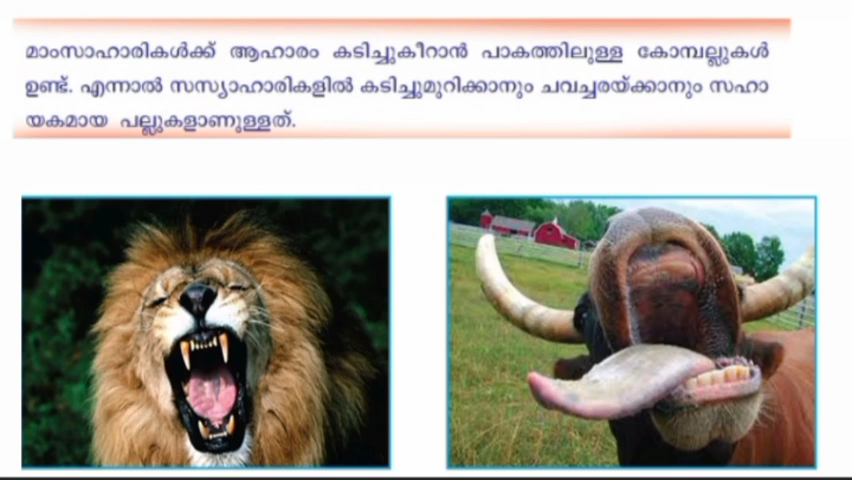 മാംസാഹാരികൾക്ക് ആഹാരം കടിച്ചുകീറാൻ പാകത്തിലുള്ള കോമ്പല്ലുകൾ
ഉണ്ട്. എന്നാൽ സസ്യാഹാരികളിൽ കടിച്ചുമുറിക്കാനും ചവച്ചരയ്ക്കാനും സഹാ
യകമായ പല്ലുകളാണുള്ളത്.